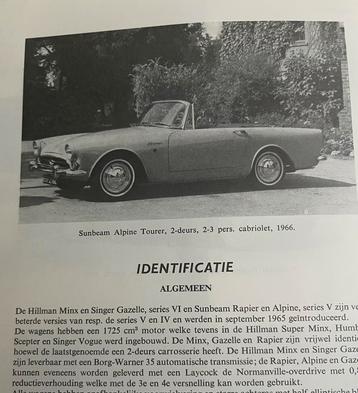 Sunbeam Alpine Tourer, 2-deurs, 2-3 pers. cabriolet, 1966.
IDENTIFICATIE
ALGEMEEN
De Hillman Minx en Singer Gazelle, series VI en Sunbeam Rapier en Alpine, series V zijn ve
beterde versies van resp. de series V en IV en werden in september 1965 geïntroduceerd.
De wagens hebben een 1725 cm³ motor welke tevens in de Hillman Super Minx, Humb
Scepter en Singer Vogue werd ingebouwd. De Minx, Gazelle en Rapier zijn vrijwel identie
hoewel de laatstgenoemde een 2-deurs carrosserie heeft. De Hillman Minx en Singer Gaze
zijn leverbaar met een Borg-Warner 35 automatische transmissie; de Rapier, Alpine en Gaze
kunnen eveneens worden geleverd met een Laycock de Normanville-overdrive met 0,8
reductieverhouding welke met de 3e en 4e versnelling kan worden gebruikt.